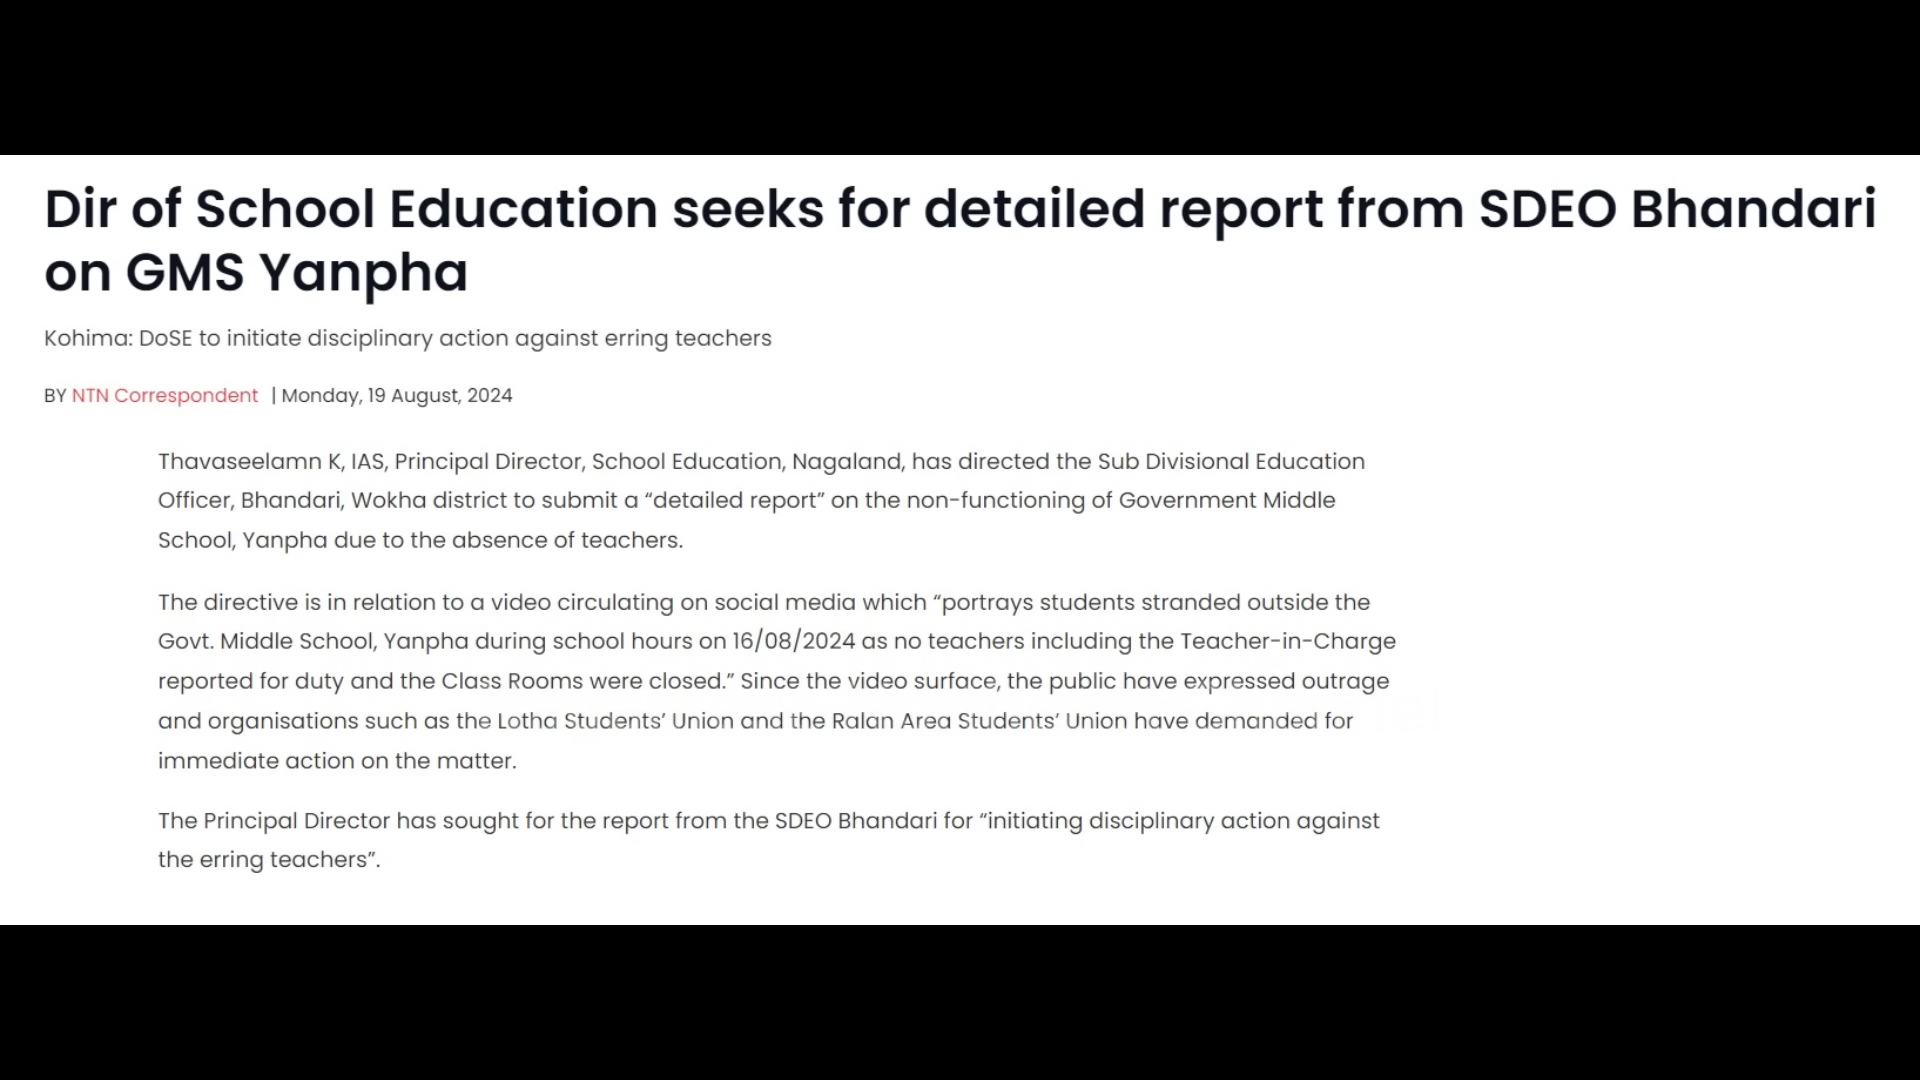 Dir of School Education seeks for detailed report from SDEO Bhandari
on GMS Yanpha
Kohima: DoSE to initiate disciplinary action against erring teachers
BY NTN Correspondent | Monday, 19 August, 2024
Thavaseelamn K, IAS, Principal Director, School Education, Nagaland, has directed the Sub Divisional Education
Officer, Bhandari, Wokha district to submit a “detailed report” on the non-functioning of Government Middle
School, Yanpha due to the absence of teachers.
The directive is in relation to a video circulating on social media which “portrays students stranded outside the
Govt. Middle School, Yanpha during school hours on 16/08/2024 as no teachers including the Teacher-in-Charge
reported for duty and the Class Rooms were closed.” Since the video surface, the public have expressed outrage
and organisations such as the Lotha Students’ Union and the Ralan Area Students’ Union have demanded for
immediate action on the matter.
The Principal Director has sought for the report from the SDEO Bhandari for “initiating disciplinary action against
the erring teachers”.